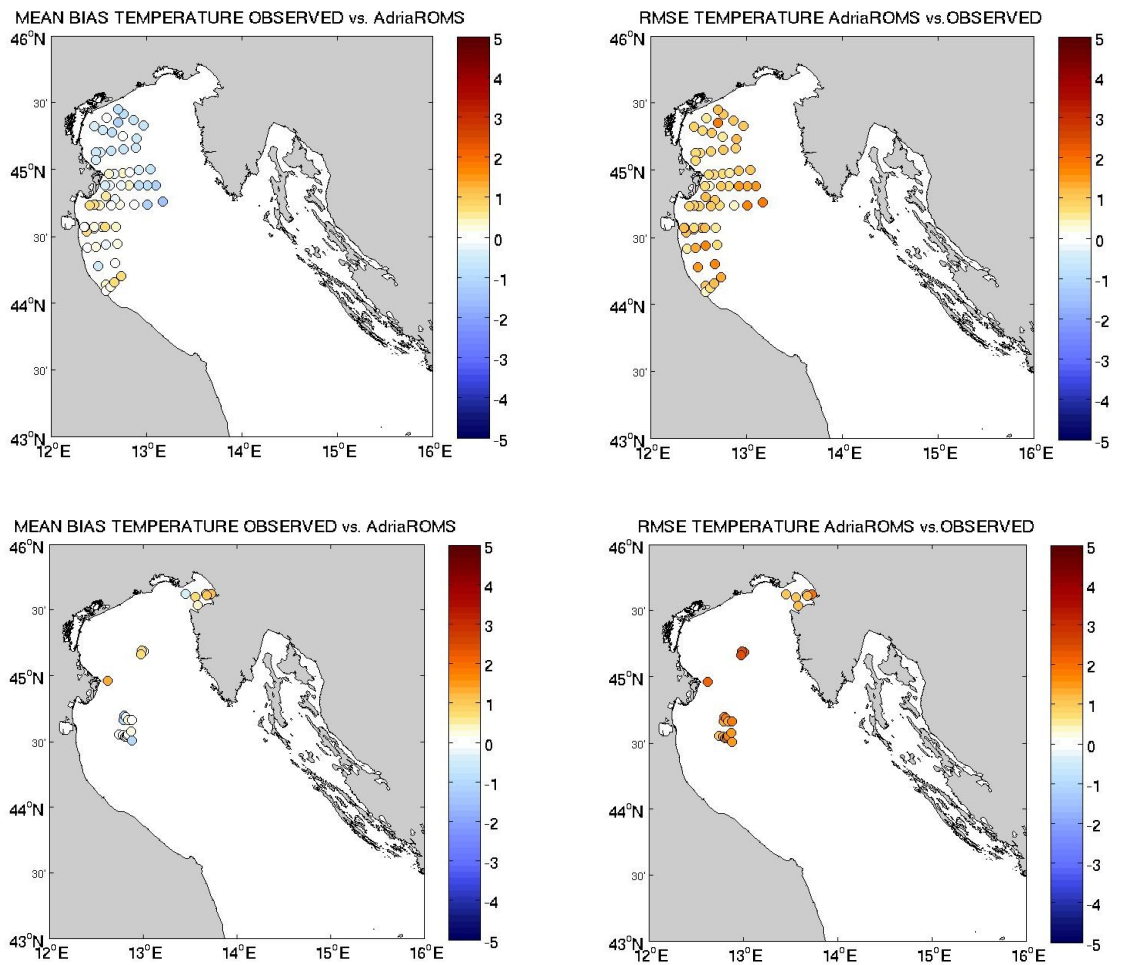 MEAN BIAS TEMPERATURE OBSERVED vs. AdriaROMS
RMSE TEMPERATURE AdriaROMS vs.OBSERVED
46°N
30'
45°N
30'
44°N
30'
43°N
12°E 13°E 14°E 15°E 16°E
5
4
3
2
1
0
-1
-2
-3
-4
-5
46°N
30'
45°N
30'
44°N
30'
43°N
12°E 13°E 14°E 15°E 16°E
5
4
3
2
1
0
-1
-2
-3
-4
-5
MEAN BIAS TEMPERATURE OBSERVED vs. AdriaROMS
RMSE TEMPERATURE AdriaROMS vs.OBSERVED
46°N
30'
45°N
30'
44°N
30'
43°N
12°E 13°E 14°E 15°E 16°E
5
4
3
2
1
0
-1
-2
-3
-4
-5
46°N
30'
45°N
30'
44°N
30'
43°N
12°E 13°E 14°E 15°E 16°E
5
4
3
2
1
0
-1
-2
-3
-4
-5